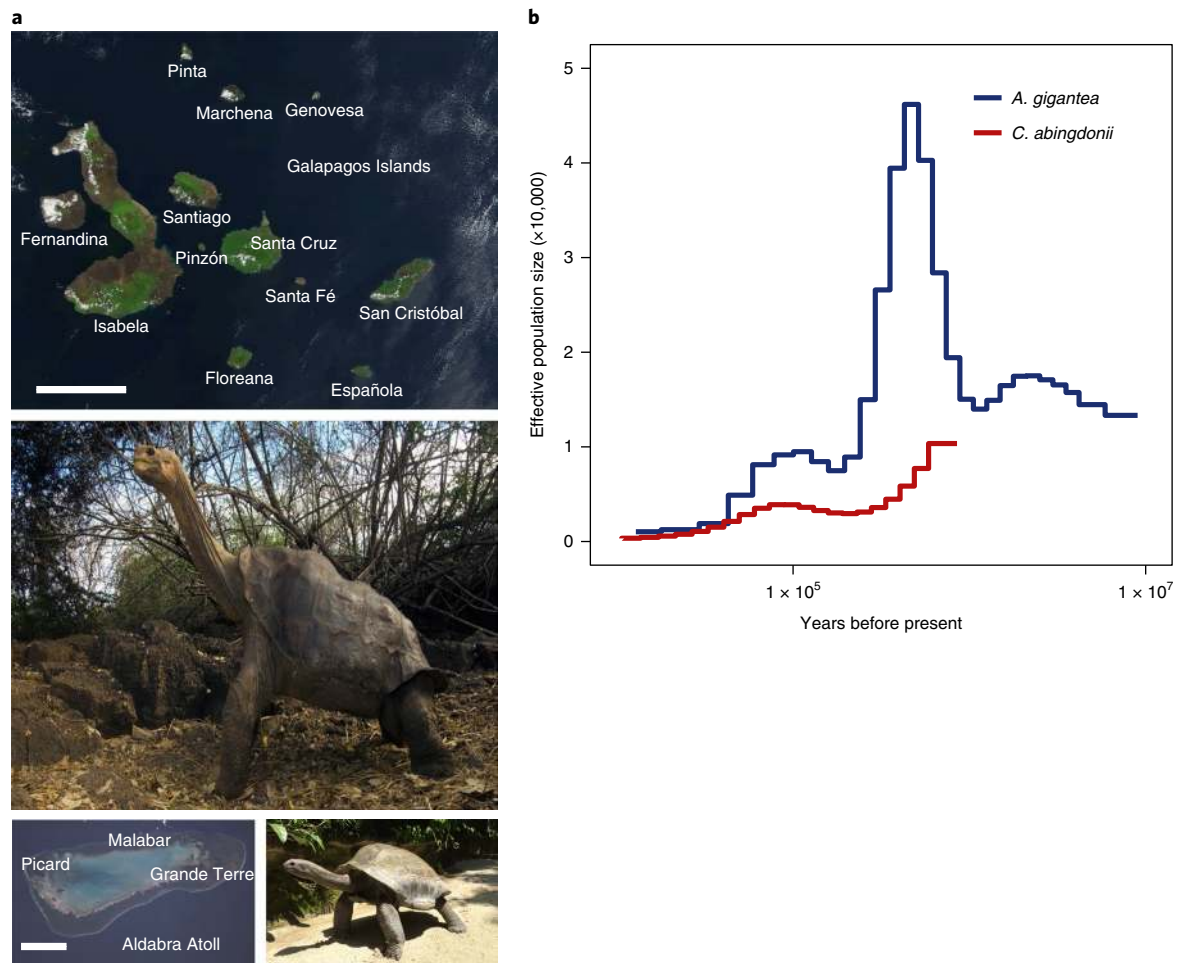 a
Pinta
Marchena
Genovesa
Galapagos Islands
Santiago
Fernandina
Santa Cruz
Pinzón
Santa Fé
San Cristóbal
Isabela
Floreana
Española
Malabar
Picard
Grande Terre
Aldabra Atoll
b
5
4
3
2
1
0
Effective population size (×10,000)
A. gigantea
C. abingdonii
1 × 10⁵
1 × 10⁷
Years before present